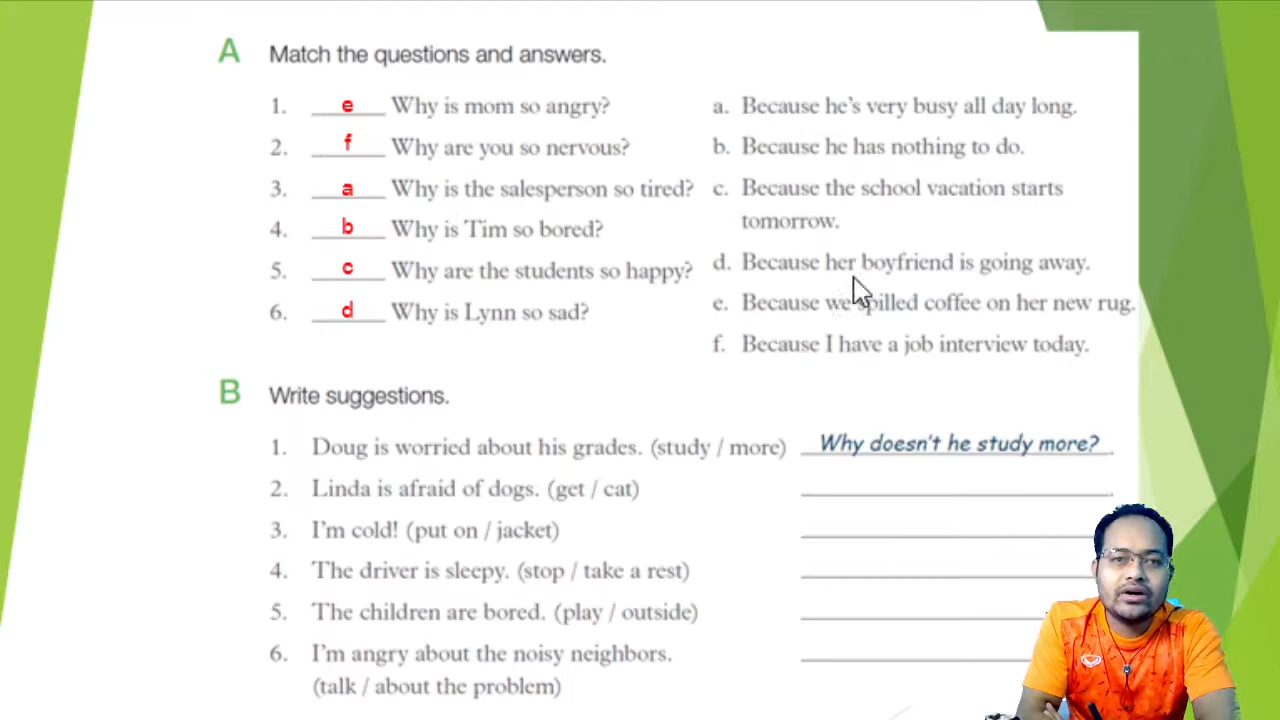 A Match the questions and answers.
1. e Why is mom so angry?
2. f Why are you so nervous?
3. a Why is the salesperson so tired?
4. b Why is Tim so bored?
5. c Why are the students so happy?
6. d Why is Lynn so sad?
a. Because he's very busy all day long.
b. Because he has nothing to do.
c. Because the school vacation starts
tomorrow.
d. Because her boyfriend is going away.
e. Because we spilled coffee on her new rug.
f. Because I have a job interview today.
B Write suggestions.
1. Doug is worried about his grades. (study / more) Why doesn't he study more? .
2. Linda is afraid of dogs. (get / cat) .
3. I'm cold! (put on / jacket)
4. The driver is sleepy. (stop / take a rest)
5. The children are bored. (play / outside)
6. I'm angry about the noisy neighbors.
(talk / about the problem)